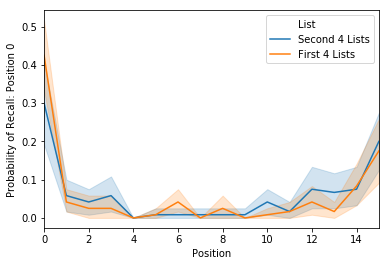 List
Second 4 Lists
First 4 Lists
Probability of Recall: Position 0
0.5
0.4
0.3
0.2
0.1
0.0
0 2 4 6 8 10 12 14
Position